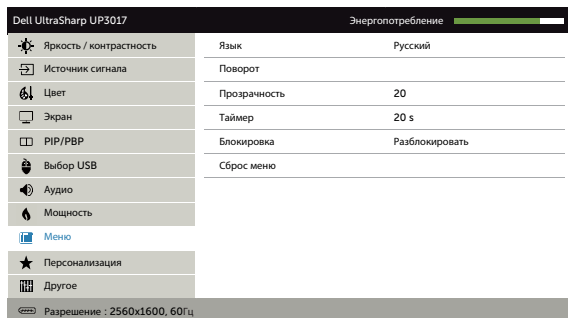 Dell UltraSharp UP3017 Энергопотребление
Яркость / контрастность Язык Русский
Источник сигнала Поворот
Цвет Прозрачность 20
Экран Таймер 20 s
PIP/PBP Блокировка Разблокировать
Выбор USB Сброс меню
Аудио
Мощность
Меню
Персонализация
Другое
Разрешение : 2560x1600, 60Гц